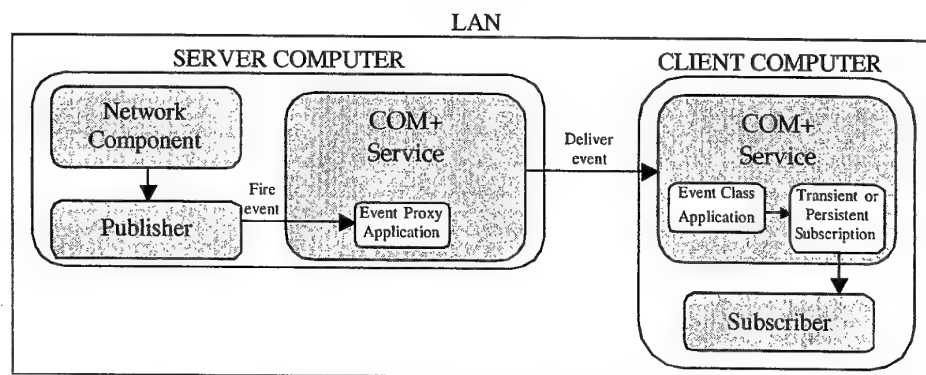 LAN
SERVER COMPUTER
Network
Component
Publisher
Fire
event
COM+
Service
Event Proxy
Application
Deliver
event
CLIENT COMPUTER
COM+
Service
Event Class
Application
Transient or
Persistent
Subscription
Subscriber